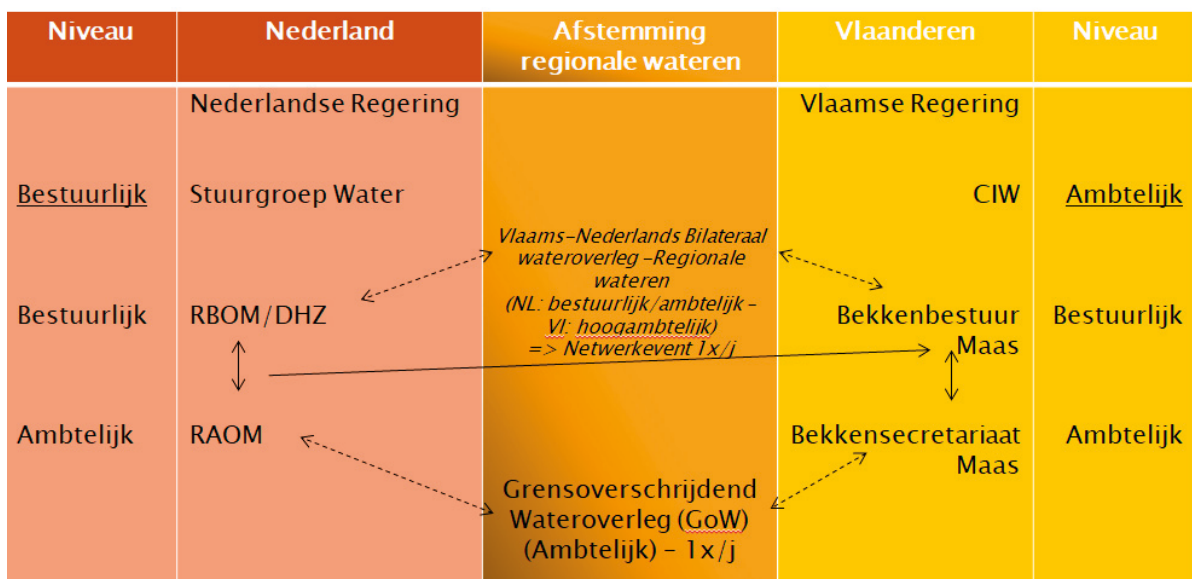 Niveau
Nederland
Afstemming
regionale wateren
Vlaanderen
Niveau
Nederlandse Regering
Vlaamse Regering
Bestuurlijk
Stuurgroep Water
CIW
Ambtelijk
Vlaams-Nederlands Bilateraal
wateroverleg -Regionale
wateren
(NL: bestuurlijk/ambtelijk -
Vl: hoogambtelijk)
=> Netwerkevent 1x/j
Bestuurlijk
RBOM/DHZ
Bekkenbestuur
Maas
Bestuurlijk
Ambtelijk
RAOM
Bekkensecretariaat
Maas
Ambtelijk
Grensoverschrijdend
Wateroverleg (GoW)
(Ambtelijk) - 1x/j